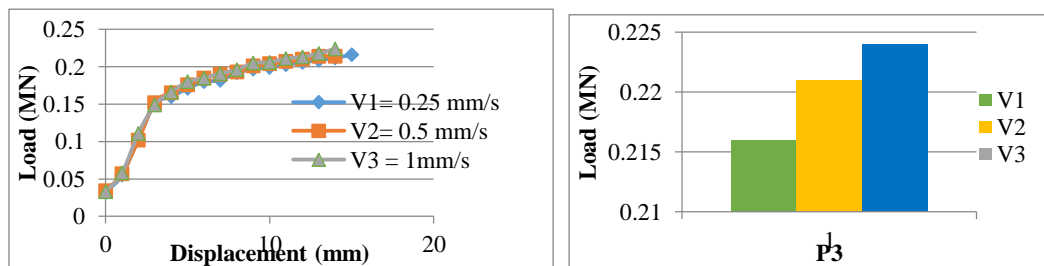 Load (MN)
0.25
0.2
0.15
0.1
0.05
0
0
10
20
Displacement (mm)
V1= 0.25 mm/s
V2= 0.5 mm/s
V3 = 1mm/s
Load (MN)
0.225
0.22
0.215
0.21
1
P3
V1
V2
V3